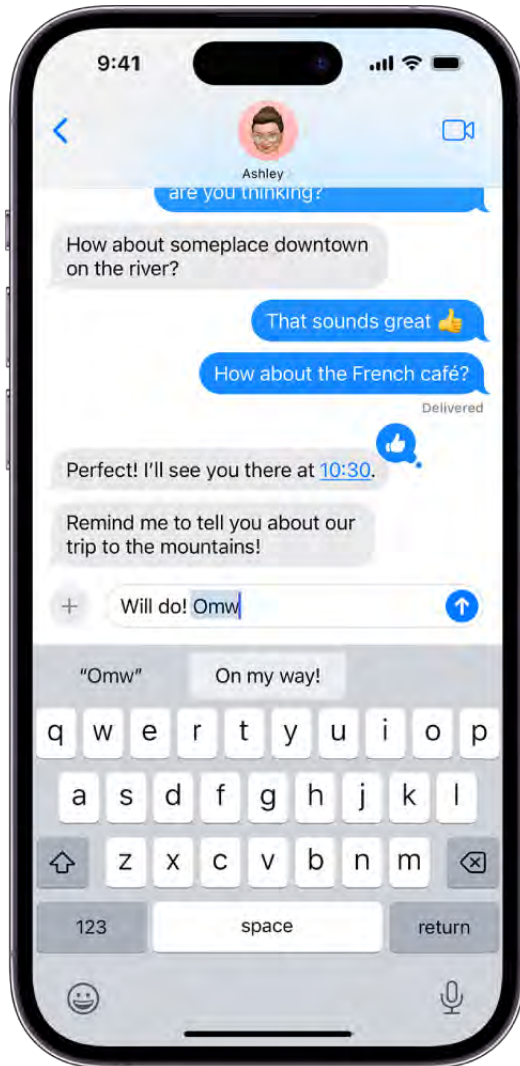 9:41
Ashley
are you thinking?
How about someplace downtown
on the river?
That sounds great 👍
How about the French café?
Delivered
Perfect! I’ll see you there at 10:30.
Remind me to tell you about our
trip to the mountains!
Will do! Omw
“Omw” On my way!
q w e r t y u i o p
a s d f g h j k l
z x c v b n m
123 space return